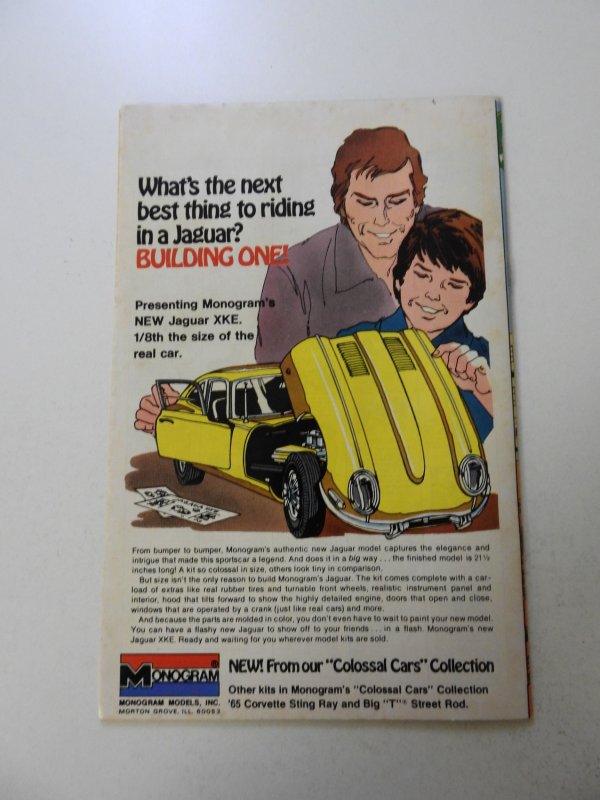 What's the next
best thing to riding
in a Jaguar?
BUILDING ONE!
Presenting Monogram's
NEW Jaguar XKE.
1/8th the size of the
real car.
From bumper to bumper, Monogram's authentic new Jaguar model captures the elegance and
intrigue that made this sportscar a legend. And does it in a big way . . . the finished model is 21½
inches long! A kit so colossal in size, others look tiny in comparison.
But size isn't the only reason to build Monogram's Jaguar. The kit comes complete with a car-
load of extras like real rubber tires and turnable front wheels, realistic instrument panel and
interior, hood that tilts forward to show the highly detailed engine, doors that open and close,
windows that are operated by a crank (just like real cars) and more.
And because the parts are molded in color, you don't even have to wait to paint your new model.
You can have a flashy new Jaguar to show off to your friends . . . in a flash. Monogram's new
Jaguar XKE. Ready and waiting for you wherever model kits are sold.
MONOGRAM®
MONOGRAM MODELS, INC.
MORTON GROVE, ILL. 60053
NEW! From our "Colossal Cars" Collection
Other kits in Monogram's "Colossal Cars" Collection
'65 Corvette Sting Ray and Big "T"® Street Rod.